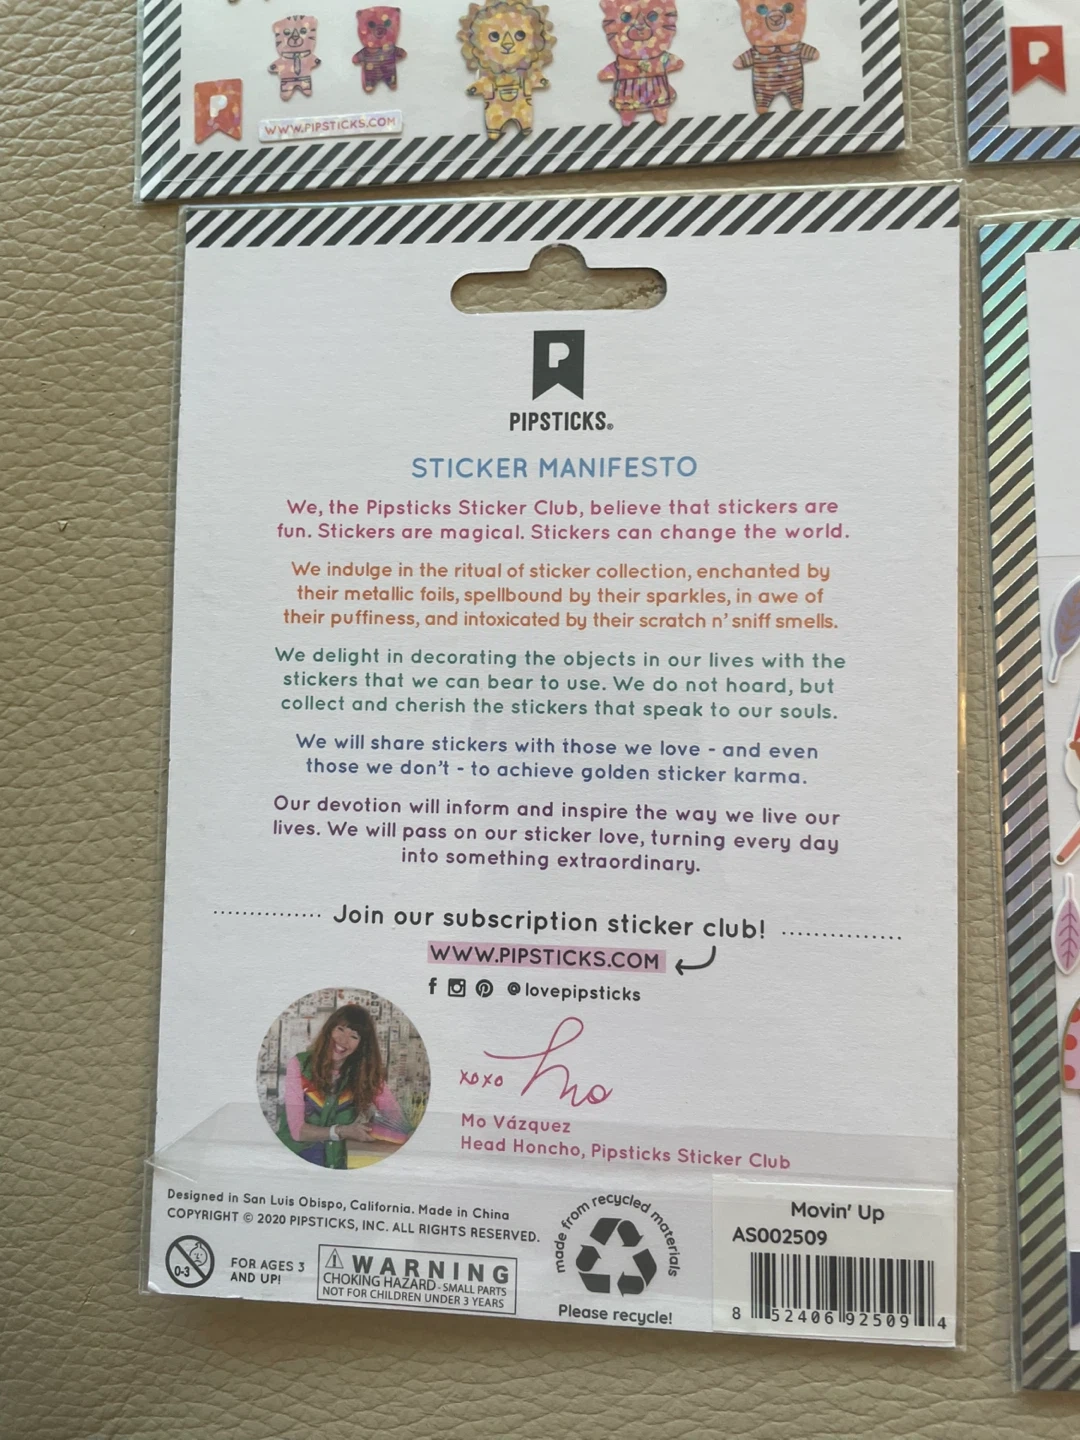 P
WWW.PIPSTICKS.COM
P
P
PIPSTICKS®
STICKER MANIFESTO
We, the Pipsticks Sticker Club, believe that stickers are
fun. Stickers are magical. Stickers can change the world.
We indulge in the ritual of sticker collection, enchanted by
their metallic foils, spellbound by their sparkles, in awe of
their puffiness, and intoxicated by their scratch n' sniff smells.
We delight in decorating the objects in our lives with the
stickers that we can bear to use. We do not hoard, but
collect and cherish the stickers that speak to our souls.
We will share stickers with those we love - and even
those we don't - to achieve golden sticker karma.
Our devotion will inform and inspire the way we live our
lives. We will pass on our sticker love, turning every day
into something extraordinary.
Join our subscription sticker club!
WWW.PIPSTICKS.COM
f @lovepipsticks
xoxo Mo
Mo Vázquez
Head Honcho, Pipsticks Sticker Club
Designed in San Luis Obispo, California. Made in China
COPYRIGHT © 2020 PIPSTICKS, INC. ALL RIGHTS RESERVED.
0-3
FOR AGES 3
AND UP!
WARNING
CHOKING HAZARD - SMALL PARTS
NOT FOR CHILDREN UNDER 3 YEARS
made from recycled materials
Please recycle!
Movin' Up
AS002509
8 52406 92509 4